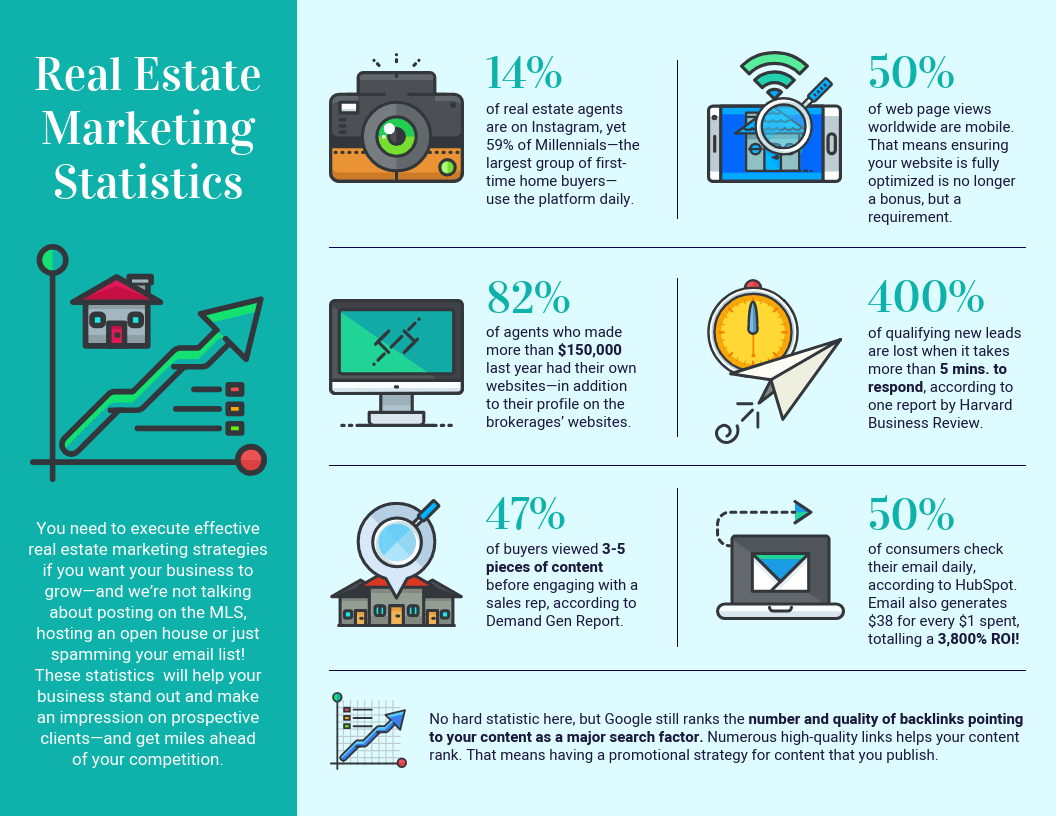 Real Estate
Marketing
Statistics
You need to execute effective
real estate marketing strategies
if you want your business to
grow—and we're not talking
about posting on the MLS,
hosting an open house or just
spamming your email list!
These statistics  will help your
business stand out and make
an impression on prospective
clients—and get miles ahead
of your competition.
14%
of real estate agents
are on Instagram, yet
59% of Millennials—the
largest group of first-
time home buyers—
use the platform daily.
50%
of web page views
worldwide are mobile.
That means ensuring
your website is fully
optimized is no longer
a bonus, but a
requirement.
82%
of agents who made
more than $150,000
last year had their own
websites—in addition
to their profile on the
brokerages' websites.
400%
of qualifying new leads
are lost when it takes
more than 5 mins. to
respond, according to
one report by Harvard
Business Review.
47%
of buyers viewed 3-5
pieces of content
before engaging with a
sales rep, according to
Demand Gen Report.
50%
of consumers check
their email daily,
according to HubSpot.
Email also generates
$38 for every $1 spent,
totalling a 3,800% ROI!
No hard statistic here, but Google still ranks the number and quality of backlinks pointing
to your content as a major search factor. Numerous high-quality links helps your content
rank. That means having a promotional strategy for content that you publish.